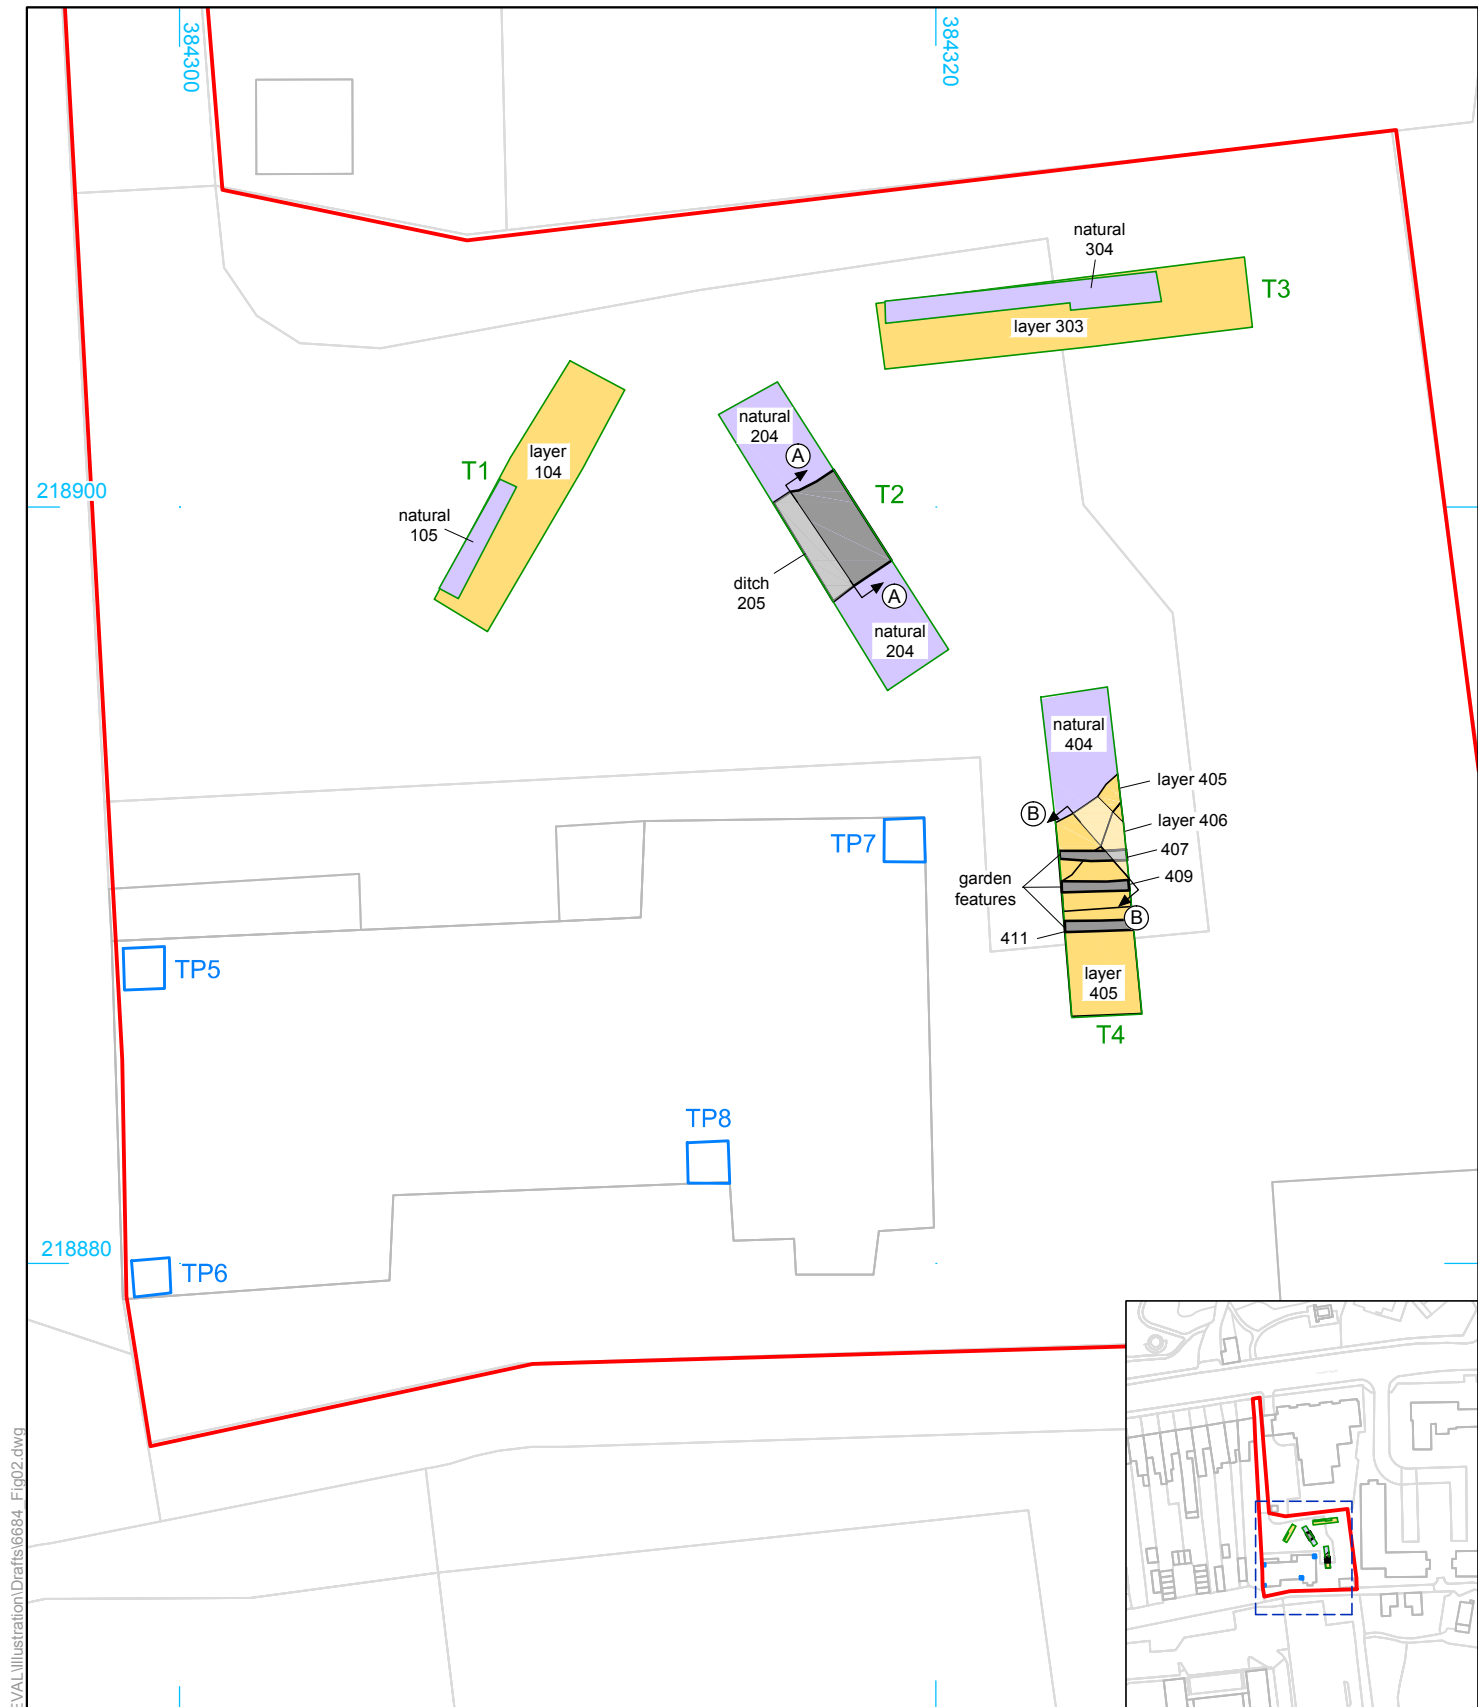 384300
384320
natural
304
T3
layer 303
layer
104
T1
natural
105
natural
204
A
T2
ditch
205
A
natural
204
218900
natural
404
layer 405
B
layer 406
407
409
garden
features
B
411
layer
405
T4
TP7
TP5
TP8
TP6
218880
EVAL\Illustration\Drafts\6684_Fig02.dwg